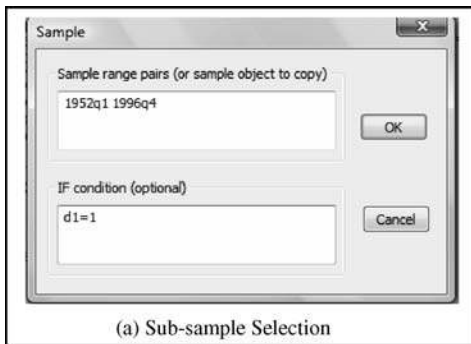 Sample
Sample range pairs (or sample object to copy)
1952q1 1996q4
OK
IF condition (optional)
d1=1
Cancel
(a) Sub-sample Selection